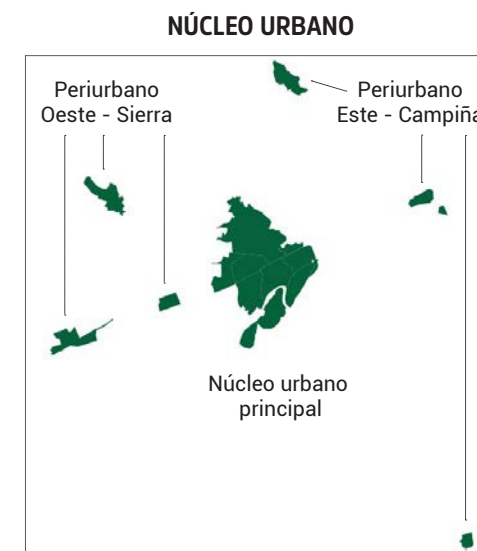 NÚCLEO URBANO
Periurbano
Oeste - Sierra
Periurbano
Este - Campiña
Núcleo urbano
principal